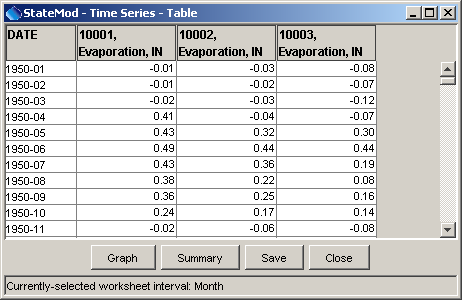 StateMod - Time Series - Table
DATE 10001, 10002, 10003,
Evaporation, IN Evaporation, IN Evaporation, IN
1950-01 -0.01 -0.03 -0.08
1950-02 -0.01 -0.02 -0.07
1950-03 -0.02 -0.03 -0.12
1950-04 0.41 -0.04 -0.07
1950-05 0.43 0.32 0.30
1950-06 0.49 0.44 0.44
1950-07 0.43 0.36 0.19
1950-08 0.38 0.22 0.08
1950-09 0.36 0.25 0.16
1950-10 0.24 0.17 0.14
1950-11 -0.02 -0.06 -0.08
Graph Summary Save Close
Currently-selected worksheet interval: Month